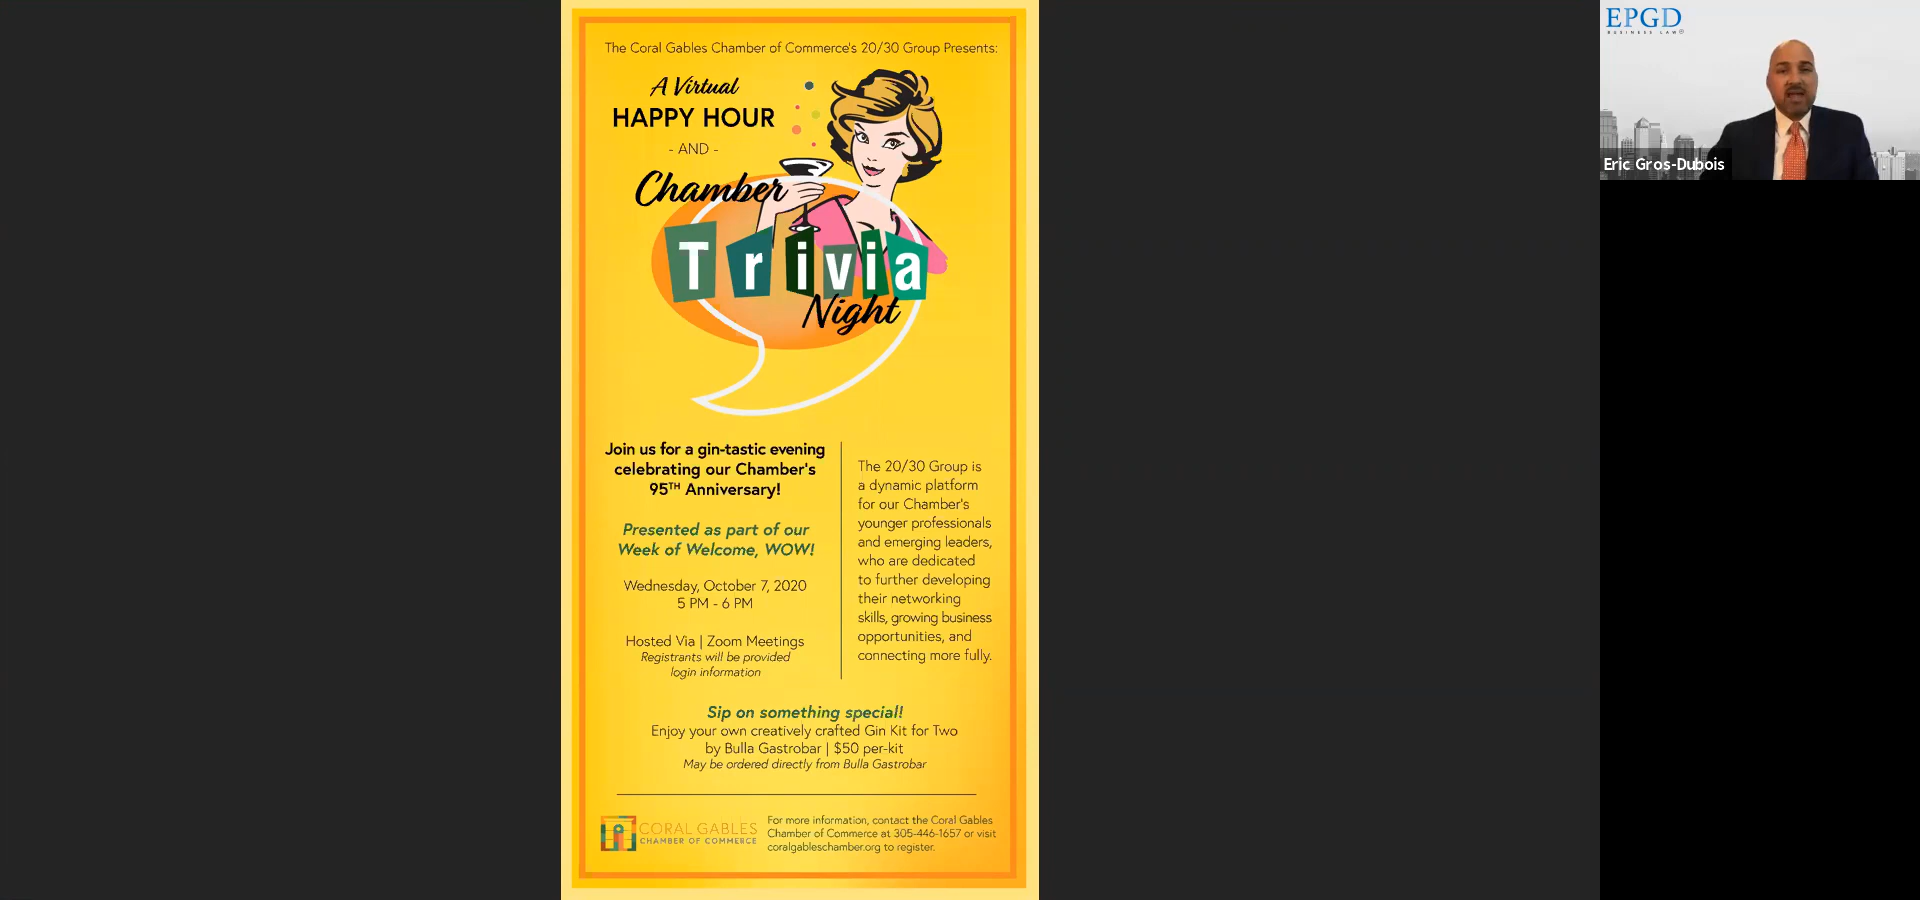 The Coral Gables Chamber of Commerce's 20/30 Group Presents:
A Virtual
HAPPY HOUR
- AND -
Chamber
Trivia
Night
Join us for a gin-tastic evening
celebrating our Chamber's
95TH Anniversary!
Presented as part of our
Week of Welcome, WOW!
Wednesday, October 7, 2020
5 PM - 6 PM
Hosted Via | Zoom Meetings
Registrants will be provided
login information
The 20/30 Group is
a dynamic platform
for our Chamber's
younger professionals
and emerging leaders,
who are dedicated
to further developing
their networking
skills, growing business
opportunities, and
connecting more fully.
Sip on something special!
Enjoy your own creatively crafted Gin Kit for Two
by Bulla Gastrobar | $50 per-kit
May be ordered directly from Bulla Gastrobar
CORAL GABLES
CHAMBER OF COMMERCE
For more information, contact the Coral Gables
Chamber of Commerce at 305-446-1657 or visit
coralgableschamber.org to register.
EPGD
BUSINESS LAW
Eric Gros-Dubois